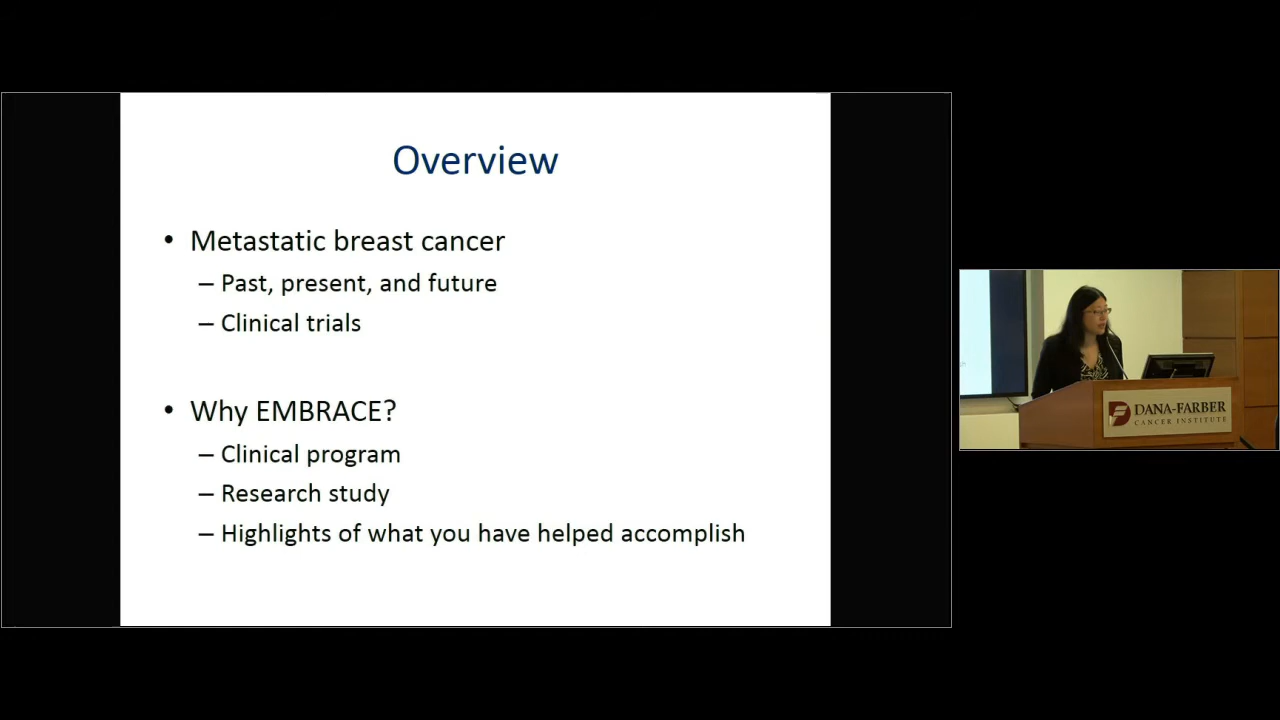 Overview
• Metastatic breast cancer
– Past, present, and future
– Clinical trials
• Why EMBRACE?
– Clinical program
– Research study
– Highlights of what you have helped accomplish
DANA-FARBER
CANCER INSTITUTE